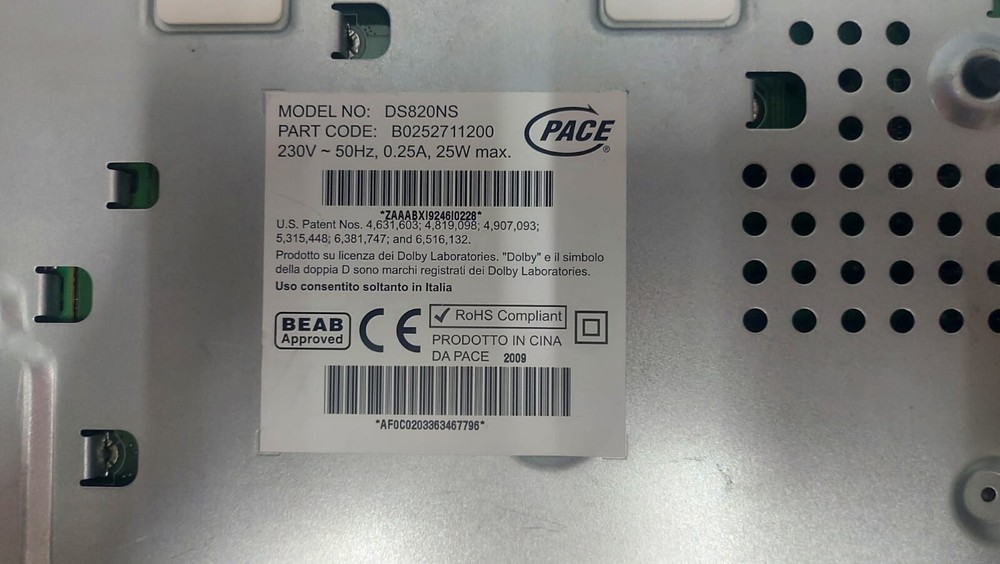 MODEL NO: DS820NS
PART CODE: B0252711200
230V ~ 50Hz, 0.25A, 25W max.
PACE
®
*ZAAABXI9246I0228*
U.S. Patent Nos. 4,631,603; 4,819,098; 4,907,093;
5,315,448; 6,381,747; and 6,516,132.
Prodotto su licenza dei Dolby Laboratories. "Dolby" e il simbolo
della doppia D sono marchi registrati dei Dolby Laboratories.
Uso consentito soltanto in Italia
BEAB
Approved
CE
RoHS Compliant
PRODOTTO IN CINA
DA PACE 2009
*AF0C0203363467796*